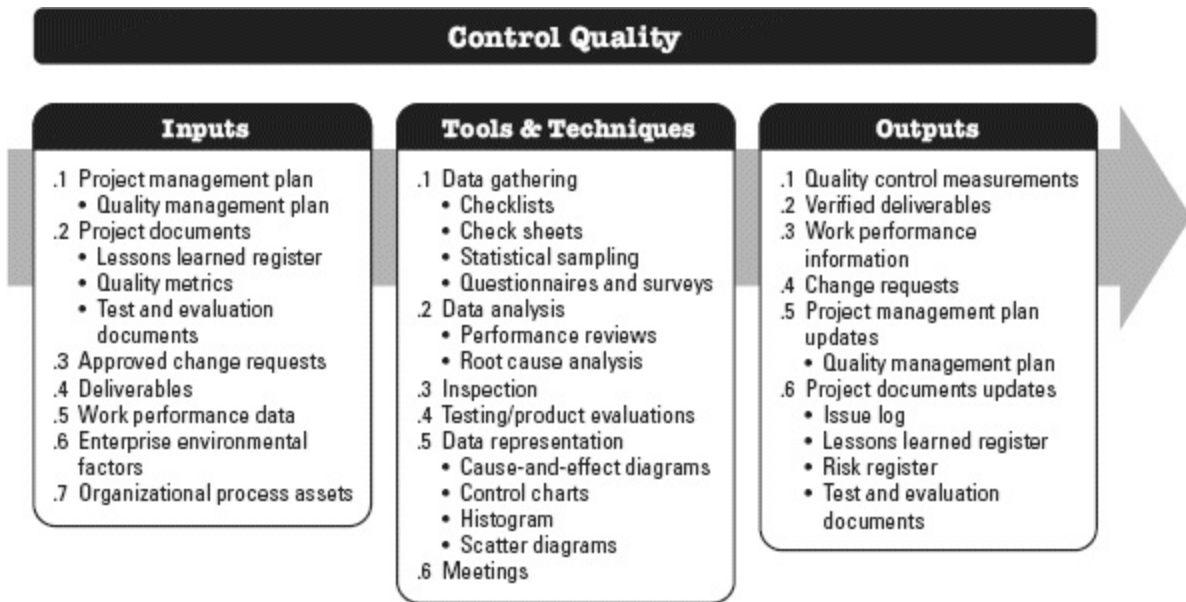 Control Quality
Inputs
.1 Project management plan
• Quality management plan
.2 Project documents
• Lessons learned register
• Quality metrics
• Test and evaluation
documents
.3 Approved change requests
.4 Deliverables
.5 Work performance data
.6 Enterprise environmental
factors
.7 Organizational process assets
Tools & Techniques
.1 Data gathering
• Checklists
• Check sheets
• Statistical sampling
• Questionnaires and surveys
.2 Data analysis
• Performance reviews
• Root cause analysis
.3 Inspection
.4 Testing/product evaluations
.5 Data representation
• Cause-and-effect diagrams
• Control charts
• Histogram
• Scatter diagrams
.6 Meetings
Outputs
.1 Quality control measurements
.2 Verified deliverables
.3 Work performance
information
.4 Change requests
.5 Project management plan
updates
• Quality management plan
.6 Project documents updates
• Issue log
• Lessons learned register
• Risk register
• Test and evaluation
documents